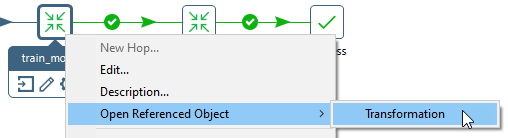 train_mo
ss
New Hop...
Edit...
Description...
Open Referenced Object
Transformation